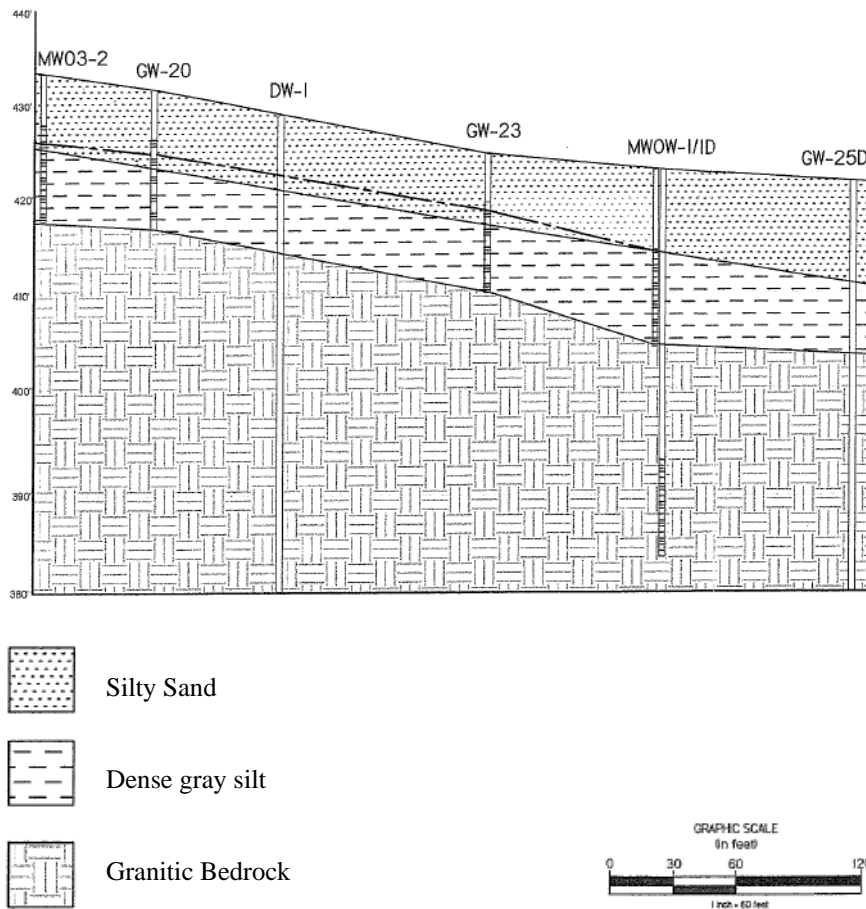 440'
MW03-2
GW-20
DW-1
430'
GW-23
MWOW-1/1D
GW-25D
420'
410'
400'
390'
380'
Silty Sand
Dense gray silt
Granitic Bedrock
GRAPHIC SCALE
(in feet)
0 30 60 120
1 inch = 60 feet